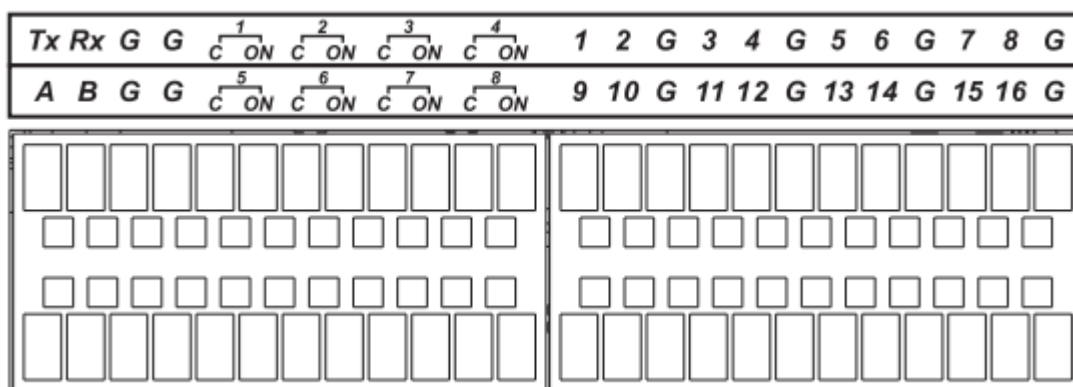 1 2 3 4
Tx Rx G G C ON C ON C ON C ON 1 2 G 3 4 G 5 6 G 7 8 G
5 6 7 8
A B G G C ON C ON C ON C ON 9 10 G 11 12 G 13 14 G 15 16 G